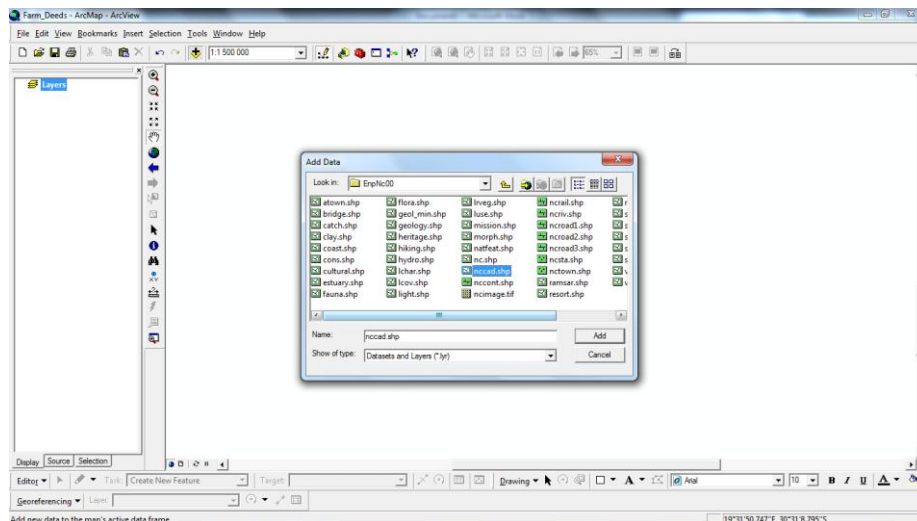 Farm_Deeds - ArcMap - ArcView
File Edit View Bookmarks Insert Selection Tools Window Help
1:1 500 000
85%
Layers
Add Data
Look in: EnpNc00
atown.shp flora.shp lrveg.shp ncrail.shp
bridge.shp geol_min.shp luse.shp ncriv.shp
catch.shp geology.shp mission.shp ncroad1.shp
clay.shp heritage.shp morph.shp ncroad2.shp
coast.shp hiking.shp natfeat.shp ncroad3.shp
cons.shp hydro.shp nc.shp ncsta.shp
cultural.shp lchar.shp nccad.shp nctown.shp
estuary.shp lcov.shp nccont.shp ramsar.shp
fauna.shp light.shp ncimage.tif resort.shp
Name: nccad.shp Add
Show of type: Datasets and Layers (*.lyr) Cancel
Display Source Selection
Editor Task: Create New Feature Target: Drawing A Arial 10 B I U A
Georeferencing Layer:
Add new data to the map's active data frame 19°31'50.747"E 30°31'8.795"S